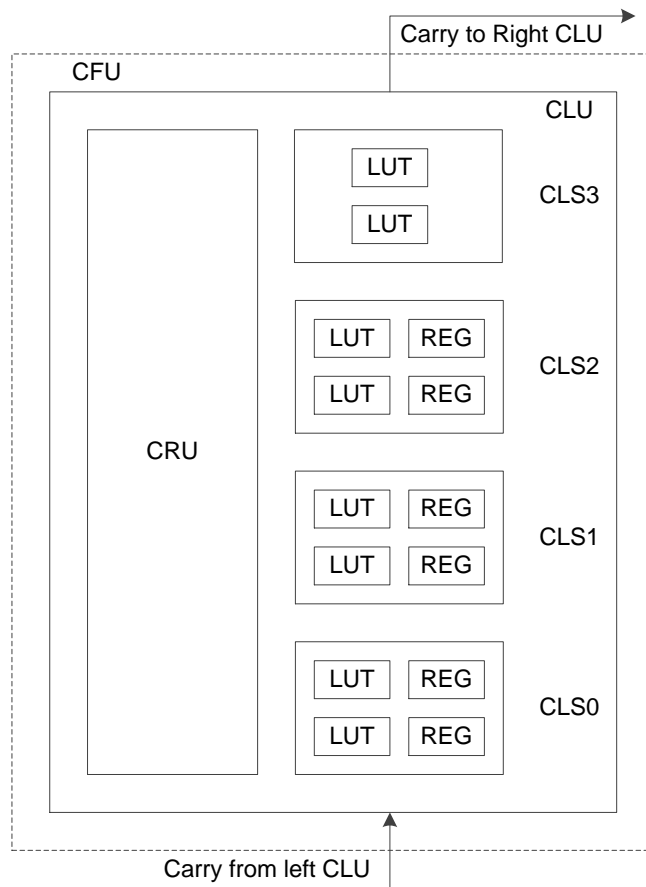 Carry to Right CLU
CFU
CLU
LUT
LUT
CLS3
LUT REG
LUT REG
CLS2
CRU
LUT REG
LUT REG
CLS1
LUT REG
LUT REG
CLS0
Carry from left CLU